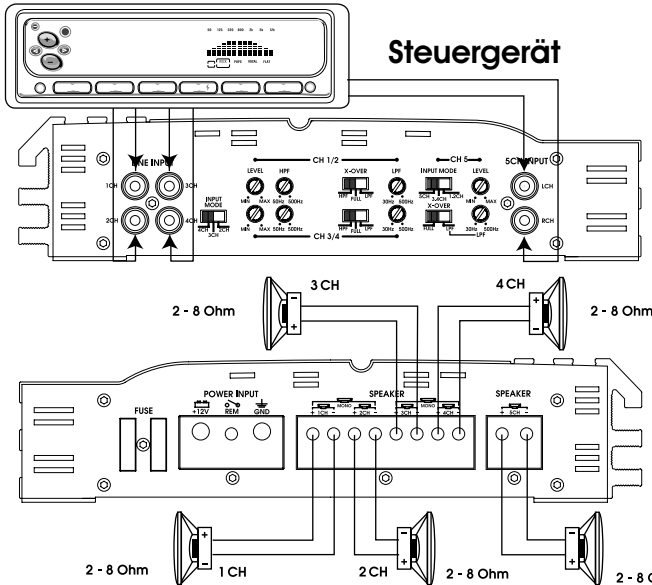 Steuergerät
LINE INPUT
1CH 3CH
2CH 4CH
INPUT MODE
4CH 2CH
3CH
CH 1/2
LEVEL HPF X-OVER LPF
MIN MAX 50Hz 500Hz HPF FULL LPF 30Hz 500Hz
MIN MAX 50Hz 500Hz HPF FULL LPF 30Hz 500Hz
CH 3/4
CH 5
INPUT MODE LEVEL
5CH 3,4CH 1,2CH MIN MAX
X-OVER
FULL LPF 30Hz 500Hz
LPF
5CH INPUT
LCH
RCH
3 CH 4 CH
2 - 8 Ohm 2 - 8 Ohm
POWER INPUT
+12V REM GND
FUSE
SPEAKER
MONO MONO
+ 1CH - + 2CH - + 3CH - + 4CH -
SPEAKER
+ 5CH -
2 - 8 Ohm 1 CH 2 CH 2 - 8 Ohm 2 - 8 O